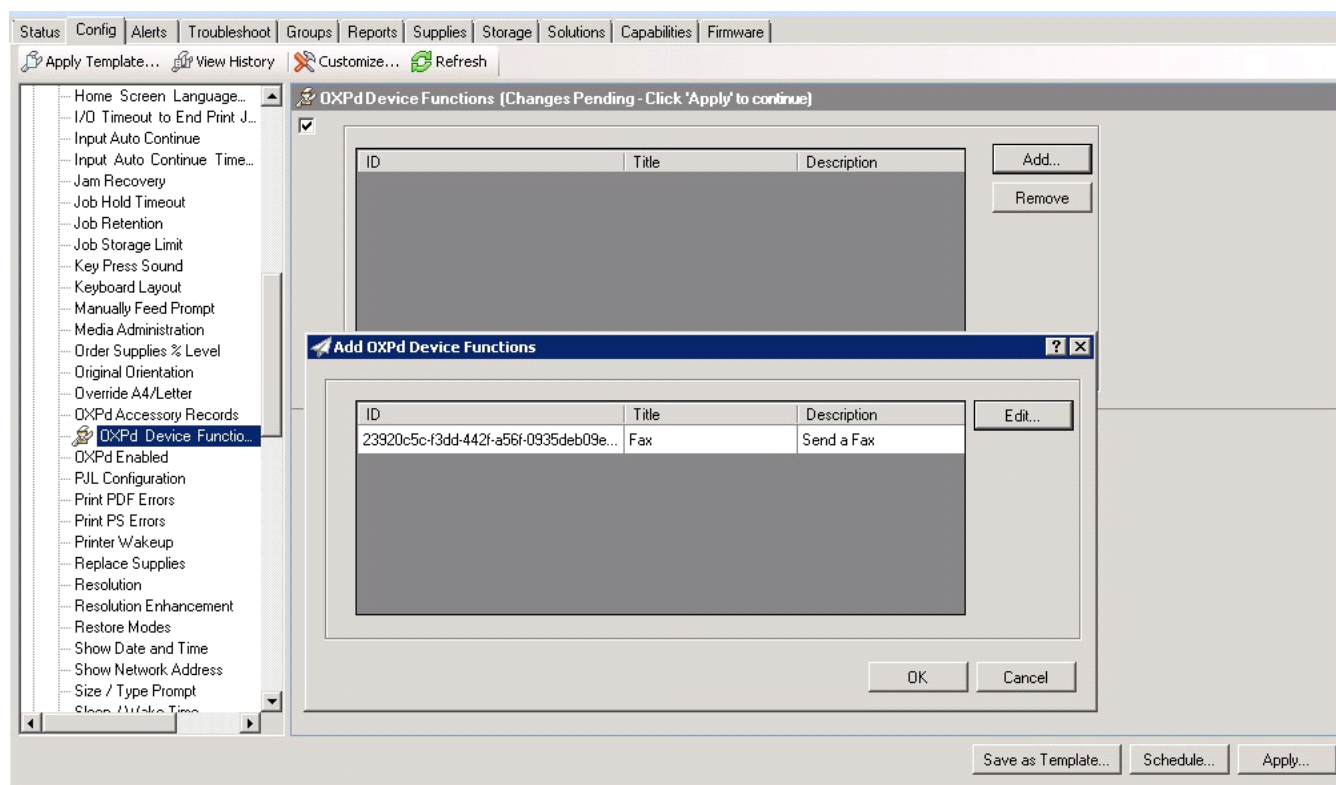 Status Config Alerts Troubleshoot Groups Reports Supplies Storage Solutions Capabilities Firmware
Apply Template... View History Customize... Refresh
Home Screen Language...
I/O Timeout to End Print J...
Input Auto Continue
Input Auto Continue Time...
Jam Recovery
Job Hold Timeout
Job Retention
Job Storage Limit
Key Press Sound
Keyboard Layout
Manually Feed Prompt
Media Administration
Order Supplies % Level
Original Orientation
Override A4/Letter
OXPd Accessory Records
OXPd Device Functio...
OXPd Enabled
PJL Configuration
Print PDF Errors
Print PS Errors
Printer Wakeup
Replace Supplies
Resolution
Resolution Enhancement
Restore Modes
Show Date and Time
Show Network Address
Size / Type Prompt
OXPd Device Functions (Changes Pending - Click 'Apply' to continue)
ID Title Description
Add...
Remove
Add OXPd Device Functions
ID Title Description
23920c5c-f3dd-442f-a56f-0935deb09e... Fax Send a Fax
Edit...
OK Cancel
Save as Template... Schedule... Apply...